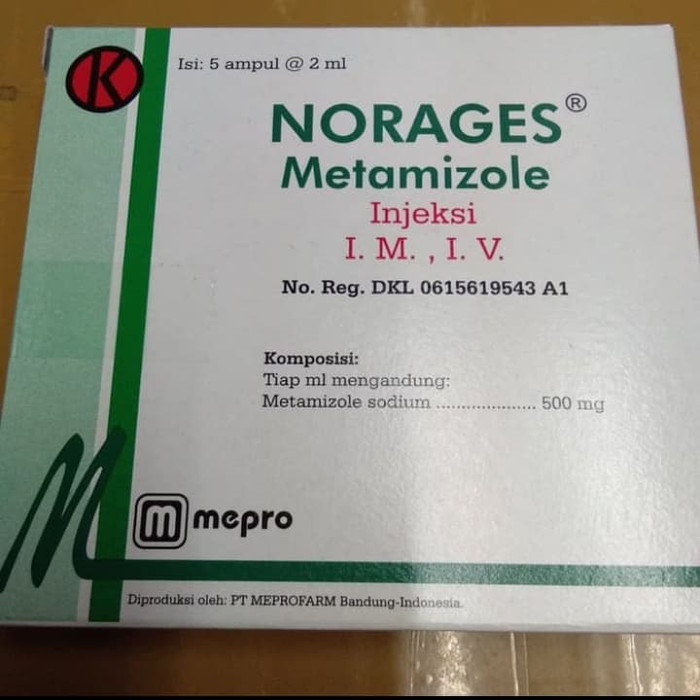 K
Isi: 5 ampul @ 2 ml
NORAGES®
Metamizole
Injeksi
I. M. , I. V.
No. Reg. DKL 0615619543 A1
Komposisi:
Tiap ml mengandung:
Metamizole sodium .................... 500 mg
M
m mepro
Diproduksi oleh: PT MEPROFARM Bandung-Indonesia.